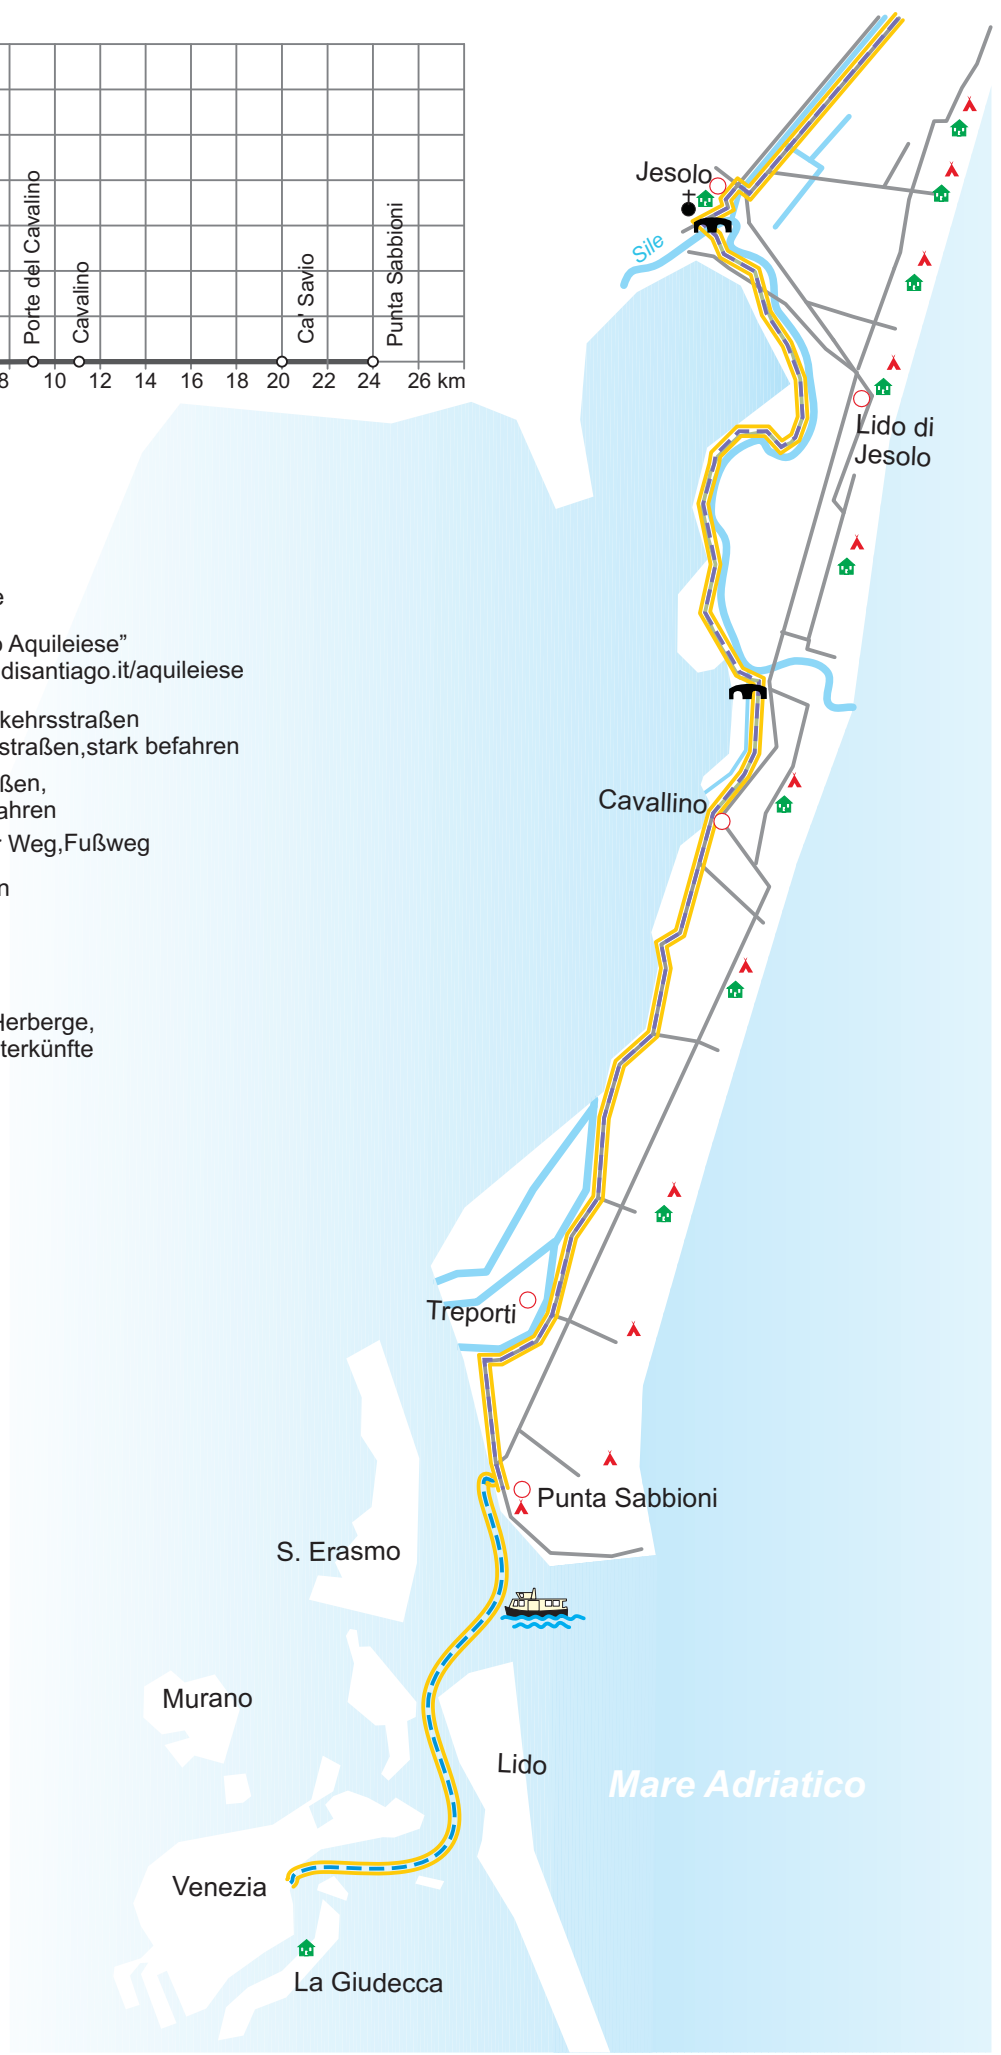 Porte del Cavalino
Cavalino
Ca' Savio
Punta Sabbioni
8 10 12 14 16 18 20 22 24 26 km
e
o Aquileiese”
disantiago.it/aquileiese
kehrsstraßen
straßen,stark befahren
ßen,
ahren
r Weg,Fußweg
n
Herberge,
terkünfte
Jesolo
Sile
Lido di
Jesolo
Cavallino
Treporti
Punta Sabbioni
S. Erasmo
Murano
Lido
Mare Adriatico
Venezia
La Giudecca